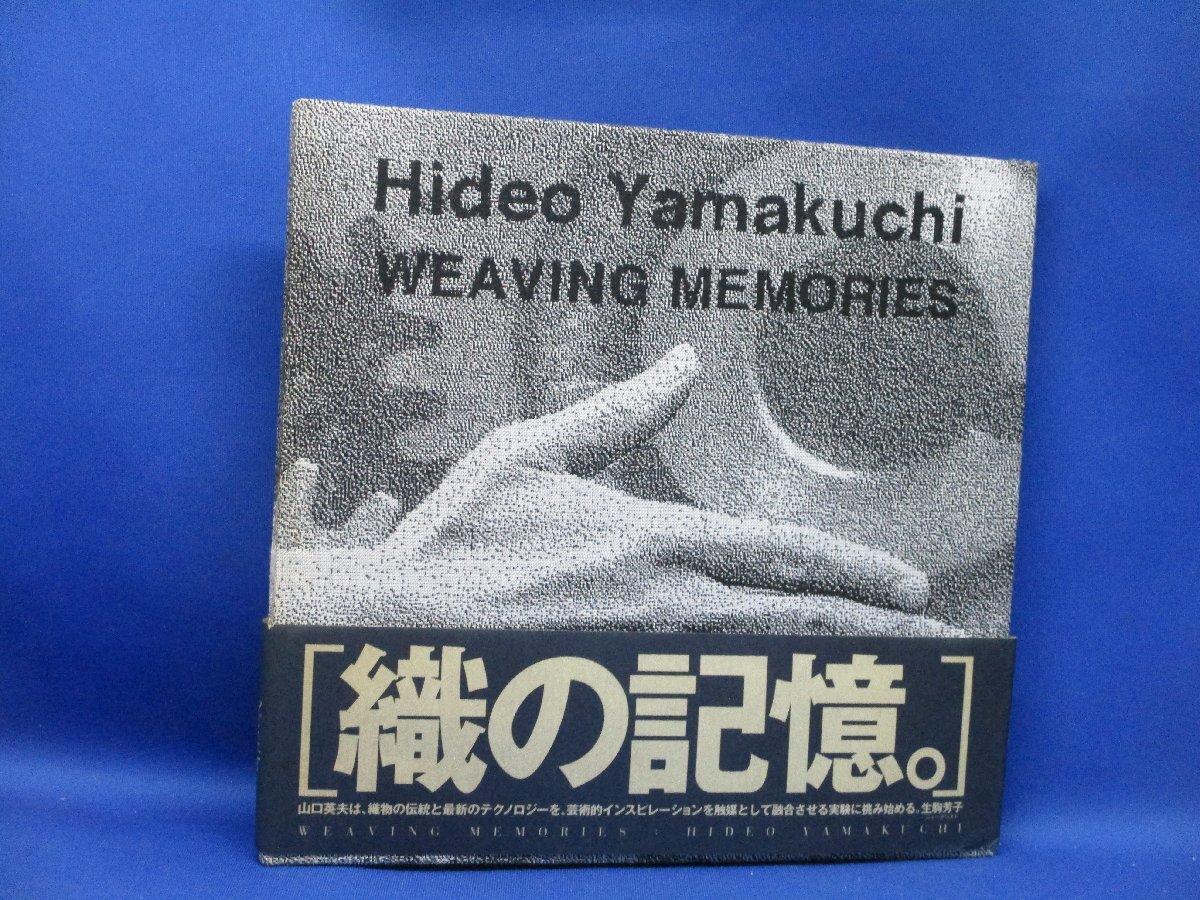 Hideo Yamakuchi
WEAVING MEMORIES
[織の記憶。]
山口英夫は、織物の伝統と最新のテクノロジーを、芸術的インスピレーションを触媒として融合させる実験に挑み始める。生駒芳子
WEAVING MEMORIES : HIDEO YAMAKUCHI